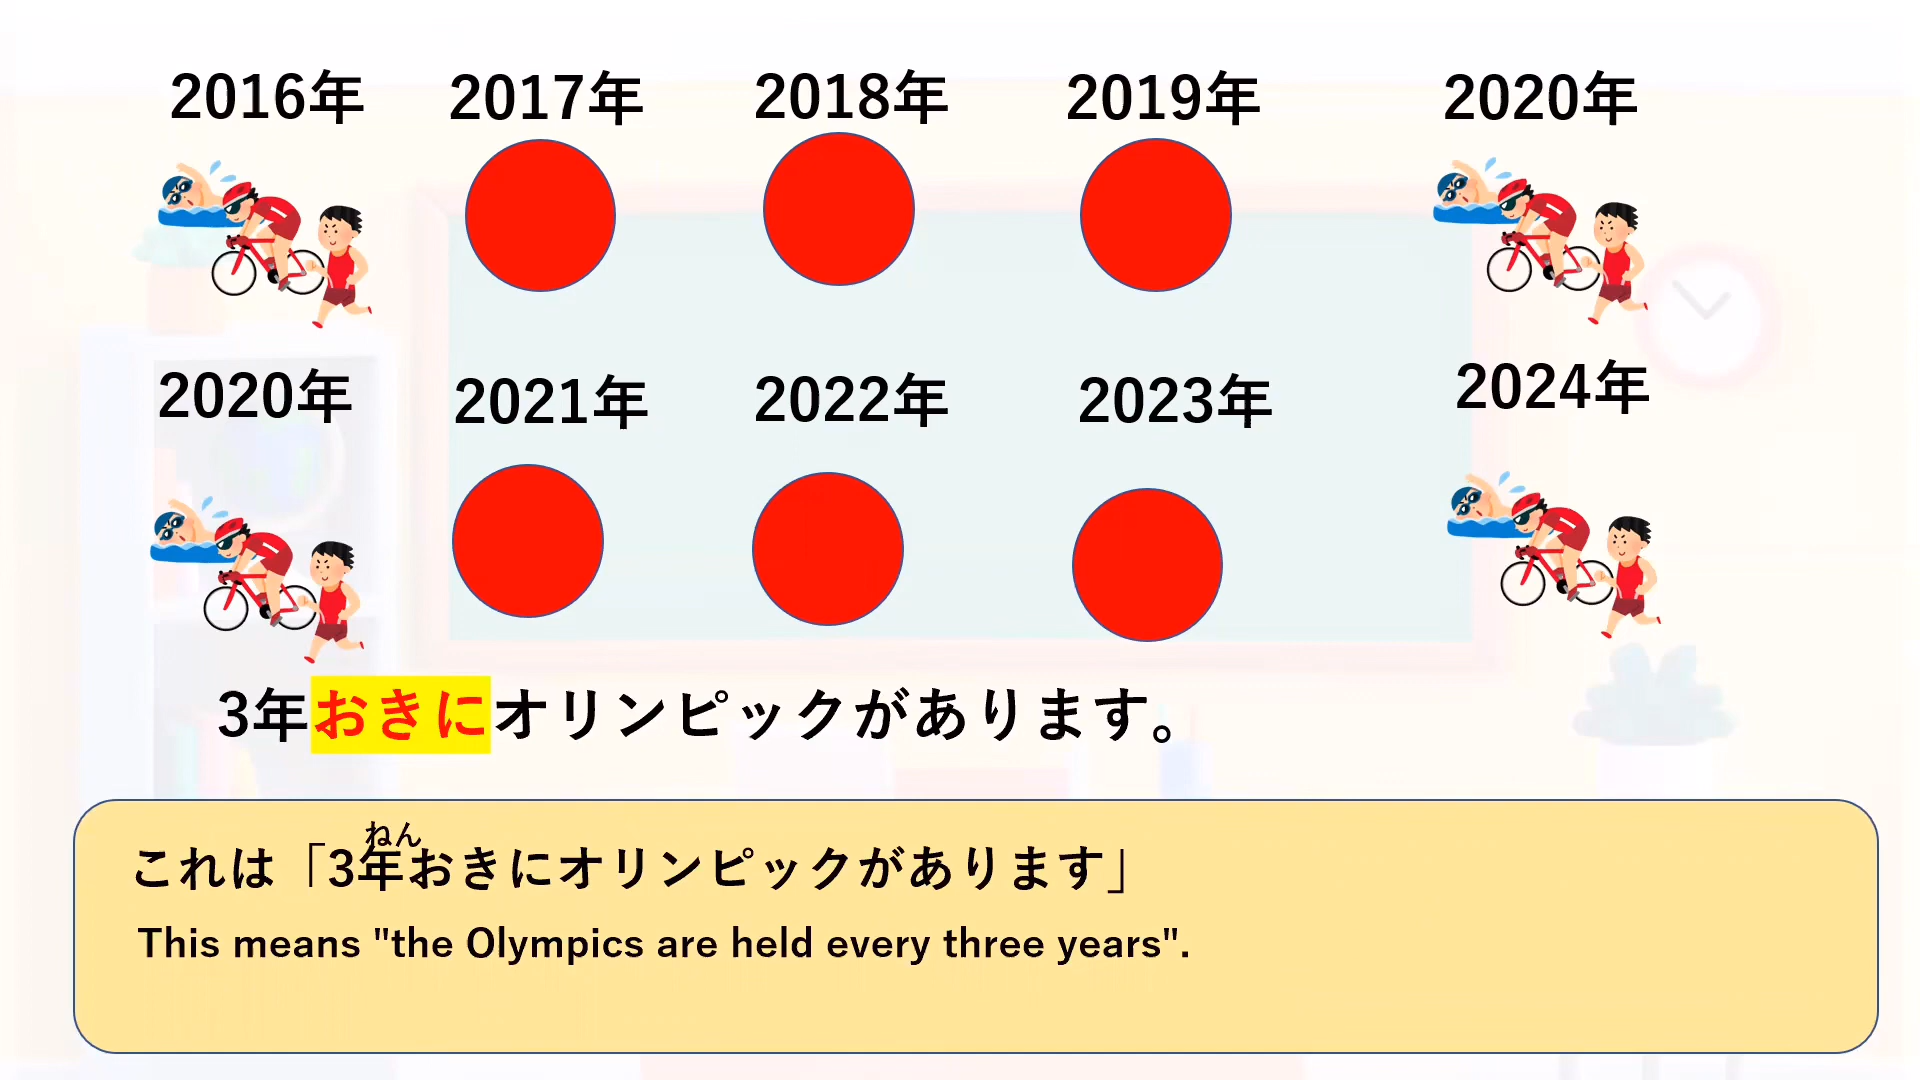 2016年 2017年 2018年 2019年 2020年
2020年 2021年 2022年 2023年 2024年
3年おきにオリンピックがあります。
ねん
これは「3年おきにオリンピックがあります」
This means "the Olympics are held every three years".